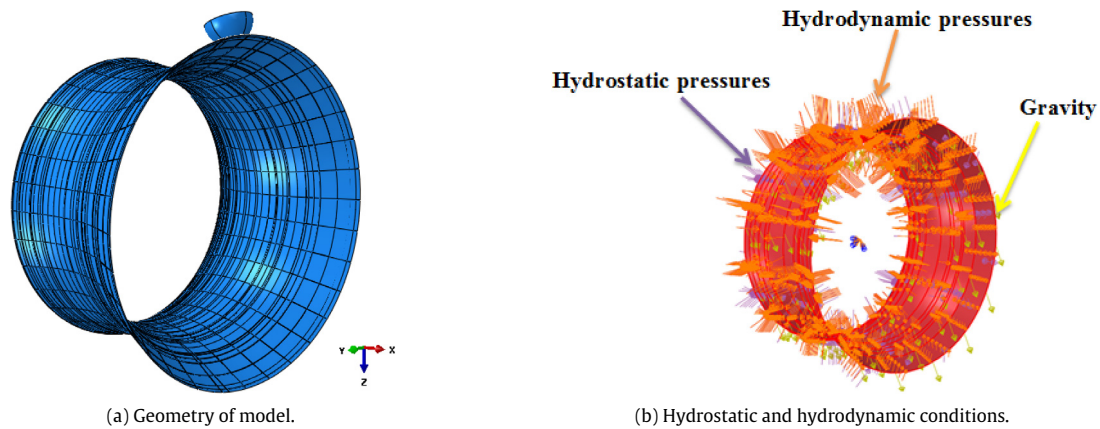 Hydrodynamic pressures
Hydrostatic pressures
Gravity
Y
X
Z
(a) Geometry of model.
(b) Hydrostatic and hydrodynamic conditions.